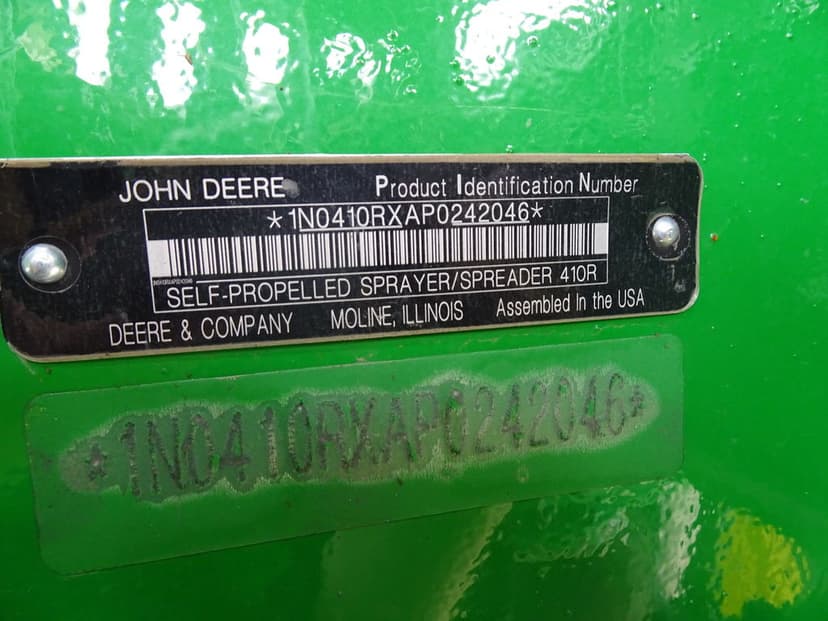 JOHN DEERE Product Identification Number
*1N0410RXAP0242046*
SELF-PROPELLED SPRAYER/SPREADER 410R
DEERE & COMPANY MOLINE, ILLINOIS Assembled In the USA
*1N0410RXAP0242046*